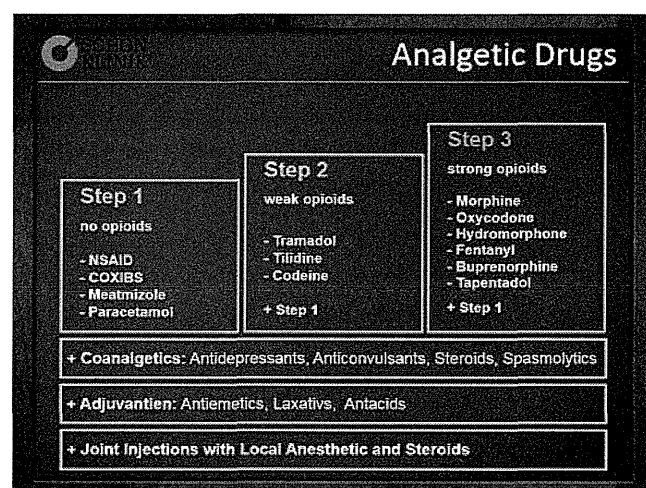 SCHÖN
KLINIK
Analgetic Drugs
Step 1
no opioids
- NSAID
- COXIBS
- Meatmizole
- Paracetamol
Step 2
weak opioids
- Tramadol
- Tilidine
- Codeine
+ Step 1
Step 3
strong opioids
- Morphine
- Oxycodone
- Hydromorphone
- Fentanyl
- Buprenorphine
- Tapentadol
+ Step 1
+ Coanalgetics: Antidepressants, Anticonvulsants, Steroids, Spasmolytics
+ Adjuvantien: Antiemetics, Laxativs, Antacids
+ Joint Injections with Local Anesthetic and Steroids